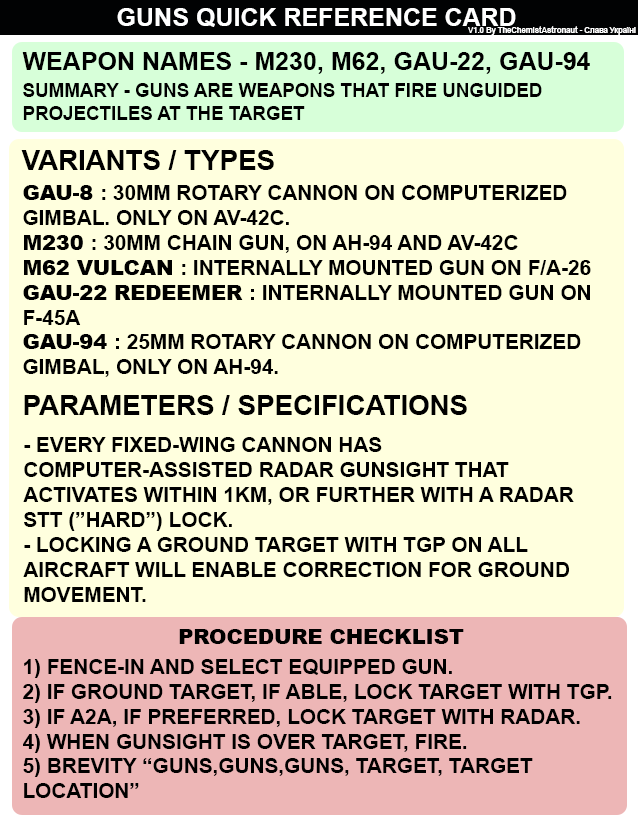 GUNS QUICK REFERENCE CARD
V1.0 By TheChemistAstronaut - Слава Україні
WEAPON NAMES - M230, M62, GAU-22, GAU-94
SUMMARY - GUNS ARE WEAPONS THAT FIRE UNGUIDED
PROJECTILES AT THE TARGET
VARIANTS / TYPES
GAU-8 : 30MM ROTARY CANNON ON COMPUTERIZED
GIMBAL. ONLY ON AV-42C.
M230 : 30MM CHAIN GUN, ON AH-94 AND AV-42C
M62 VULCAN : INTERNALLY MOUNTED GUN ON F/A-26
GAU-22 REDEEMER : INTERNALLY MOUNTED GUN ON
F-45A
GAU-94 : 25MM ROTARY CANNON ON COMPUTERIZED
GIMBAL, ONLY ON AH-94.
PARAMETERS / SPECIFICATIONS
- EVERY FIXED-WING CANNON HAS
COMPUTER-ASSISTED RADAR GUNSIGHT THAT
ACTIVATES WITHIN 1KM, OR FURTHER WITH A RADAR
STT (”HARD”) LOCK.
- LOCKING A GROUND TARGET WITH TGP ON ALL
AIRCRAFT WILL ENABLE CORRECTION FOR GROUND
MOVEMENT.
PROCEDURE CHECKLIST
1) FENCE-IN AND SELECT EQUIPPED GUN.
2) IF GROUND TARGET, IF ABLE, LOCK TARGET WITH TGP.
3) IF A2A, IF PREFERRED, LOCK TARGET WITH RADAR.
4) WHEN GUNSIGHT IS OVER TARGET, FIRE.
5) BREVITY “GUNS,GUNS,GUNS, TARGET, TARGET
LOCATION”